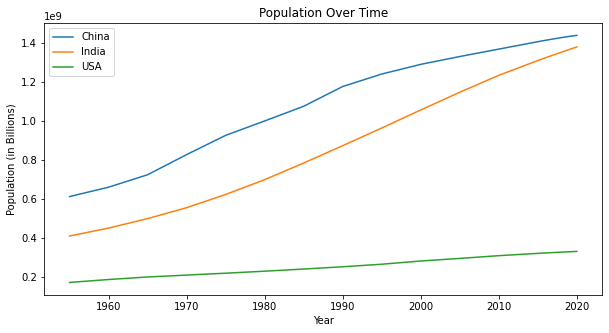 Population Over Time
1e9
China
India
USA
Population (in Billions)
1.4
1.2
1.0
0.8
0.6
0.4
0.2
1960 1970 1980 1990 2000 2010 2020
Year